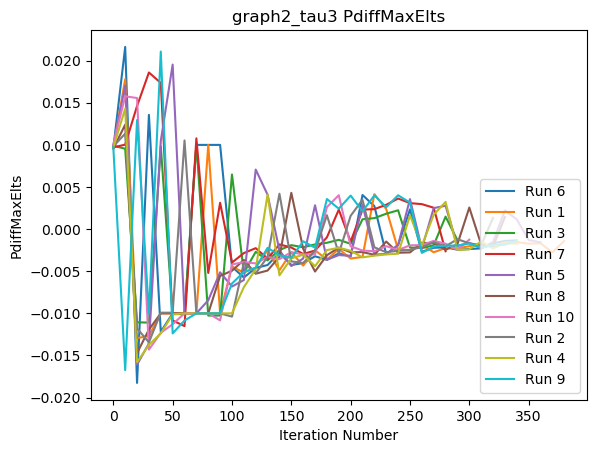 graph2_tau3 PdiffMaxElts
PdiffMaxElts
0.020
0.015
0.010
0.005
0.000
−0.005
−0.010
−0.015
−0.020
0
50
100
150
200
250
300
350
Iteration Number
Run 6
Run 1
Run 3
Run 7
Run 5
Run 8
Run 10
Run 2
Run 4
Run 9